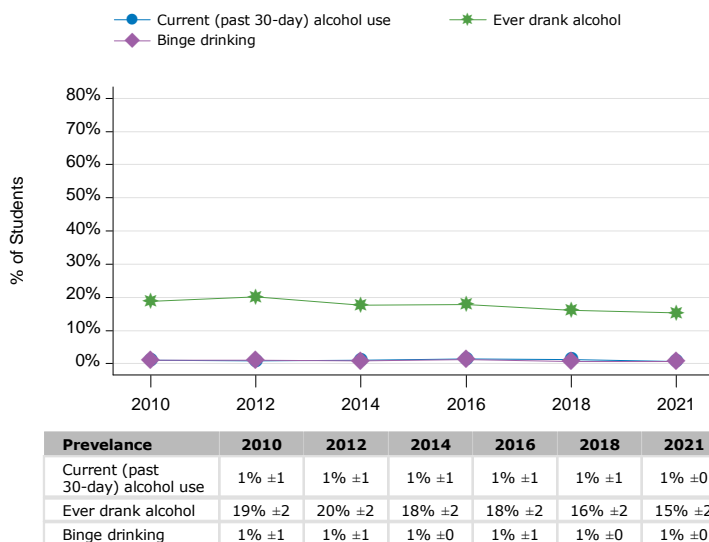 Current (past 30-day) alcohol use
Ever drank alcohol
Binge drinking
% of Students
80%
70%
60%
50%
40%
30%
20%
10%
0%
2010 2012 2014 2016 2018 2021
Prevelance 2010 2012 2014 2016 2018 2021
Current (past
30-day) alcohol use 1% ±1 1% ±1 1% ±1 1% ±1 1% ±1 1% ±0
Ever drank alcohol 19% ±2 20% ±2 18% ±2 18% ±2 16% ±2 15% ±2
Binge drinking 1% ±1 1% ±1 1% ±0 1% ±1 1% ±0 1% ±0